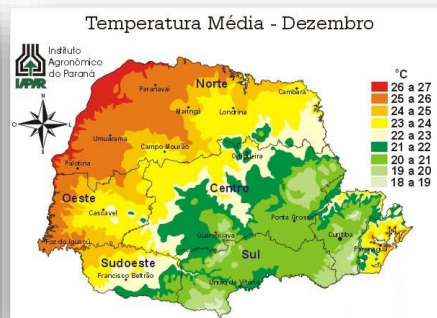 Temperatura Média - Dezembro
Instituto
Agronômico
do Paraná
IAPAR
N
O
°C
26 a 27
25 a 26
24 a 25
23 a 24
22 a 23
21 a 22
20 a 21
19 a 20
18 a 19
Norte
Paranavaí
Cambará
Maringá
Londrina
Umuarama
Campo Mourão
Palotina
Ortigueira
Oeste
Centro
Cascavel
Ponta Grossa
Curitiba
Foz do Iguaçu
Guarapuava
Paranaguá
Sudoeste
Sul
Francisco Beltrão
União da Vitória